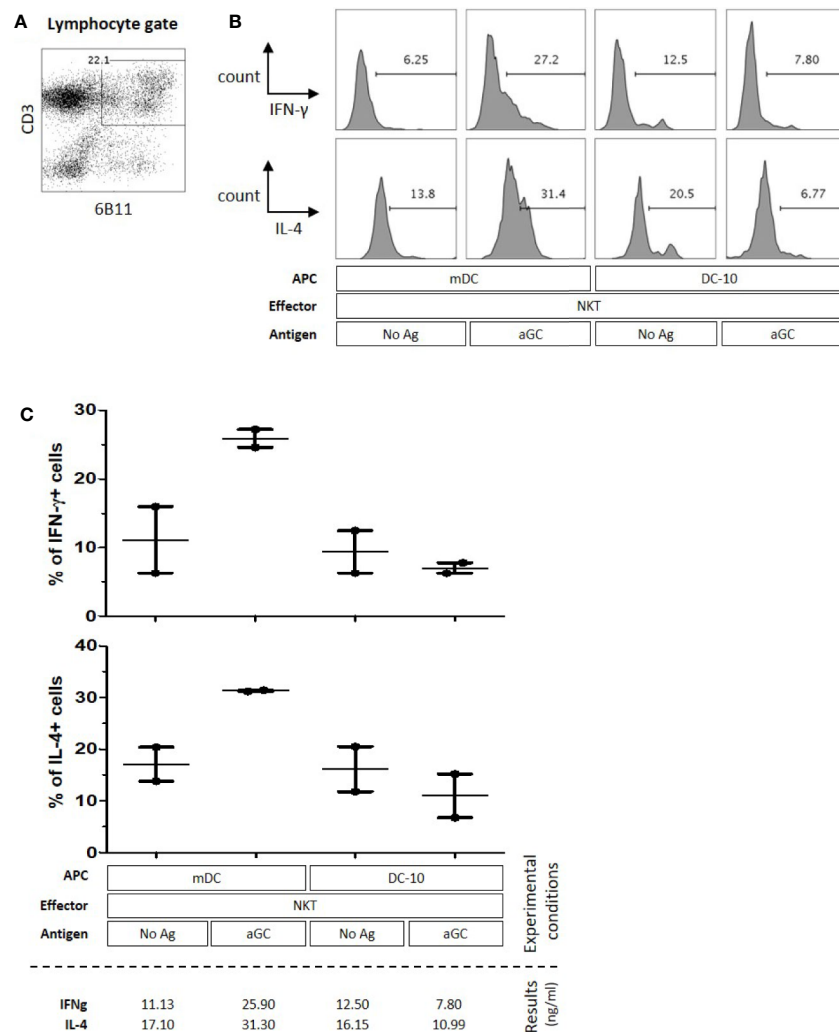 A
Lymphocyte gate
22.1
CD3
6B11
B
count
IFN-γ
6.25
27.2
12.5
7.80
count
IL-4
13.8
31.4
20.5
6.77
APC mDC DC-10
Effector NKT
Antigen No Ag aGC No Ag aGC
C
% of IFN-γ+ cells
30
20
10
0
% of IL-4+ cells
40
30
20
10
0
APC mDC DC-10
Effector NKT
Antigen No Ag aGC No Ag aGC
Experimental
conditions
IFNg 11.13 25.90 12.50 7.80
IL-4 17.10 31.30 16.15 10.99
Results
(ng/ml)